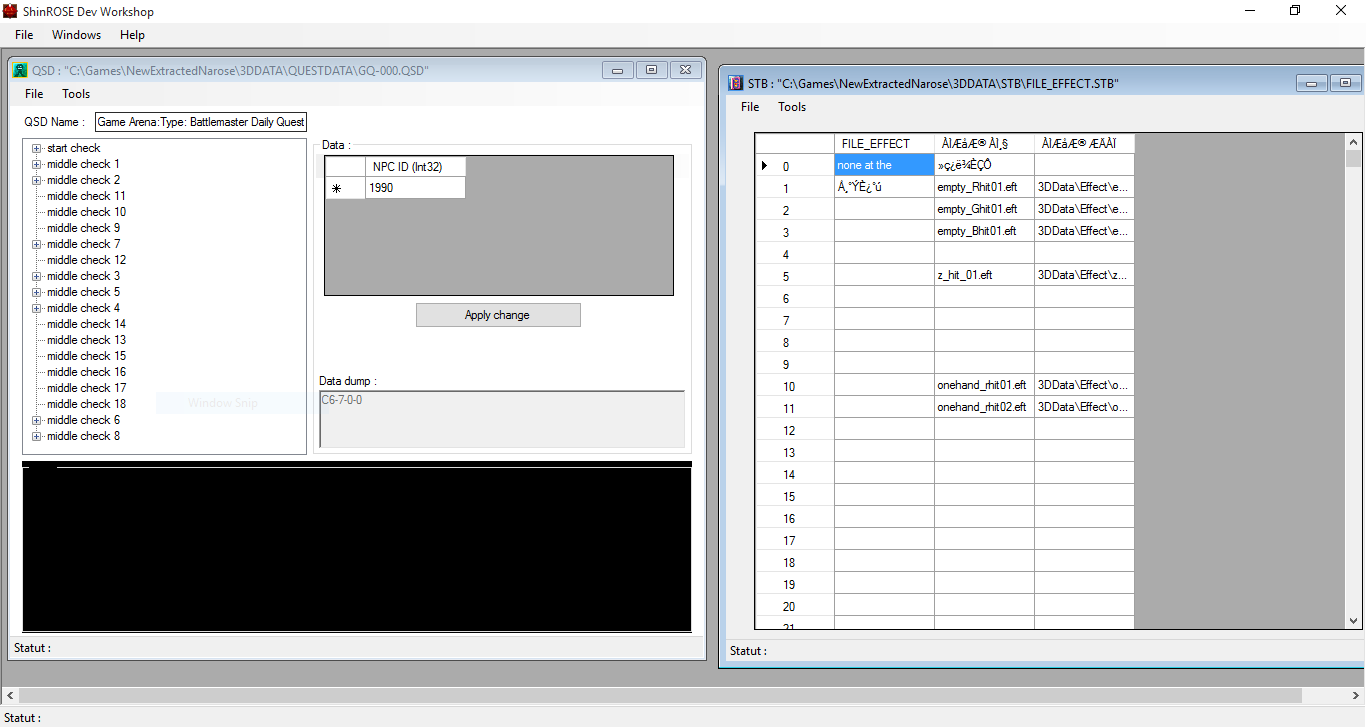 ShinROSE Dev Workshop
File Windows Help
QSD : "C:\Games\NewExtractedNarose\3DDATA\QUESTDATA\GQ-000.QSD"
File Tools
QSD Name : Game Arena:Type: Battlemaster Daily Quest
start check
middle check 1
middle check 2
middle check 11
middle check 10
middle check 9
middle check 7
middle check 12
middle check 3
middle check 5
middle check 4
middle check 14
middle check 13
middle check 15
middle check 16
middle check 17
middle check 18
middle check 6
middle check 8
Window Snip
Data :
NPC ID (Int32)
1990
Apply change
Data dump :
C6-7-0-0
Statut :
STB : "C:\Games\NewExtractedNarose\3DDATA\STB\FILE_EFFECT.STB"
File Tools
FILE_EFFECT ÀÌÆåÆ® ÀÌ¸§ ÀÌÆåÆ® ÆÄÀÏ
0 none at the »ç¿ë¾ÈÇÔ
1 Å¸°ÝÈ¿°ú empty_Rhit01.eft 3DData\Effect\e...
2 empty_Ghit01.eft 3DData\Effect\e...
3 empty_Bhit01.eft 3DData\Effect\e...
4
5 z_hit_01.eft 3DData\Effect\z...
6
7
8
9
10 onehand_rhit01.eft 3DData\Effect\o...
11 onehand_rhit02.eft 3DData\Effect\o...
12
13
14
15
16
17
18
19
20
21
Statut :
Statut :